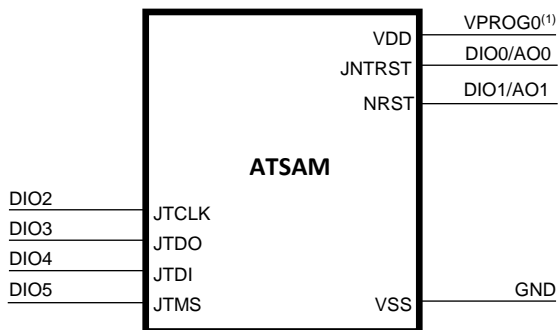 VDD VPROG0(1)
JNTRST DIO0/AO0
NRST DIO1/AO1
ATSAM
DIO2 JTCLK
DIO3 JTDO
DIO4 JTDI
DIO5 JTMS VSS GND